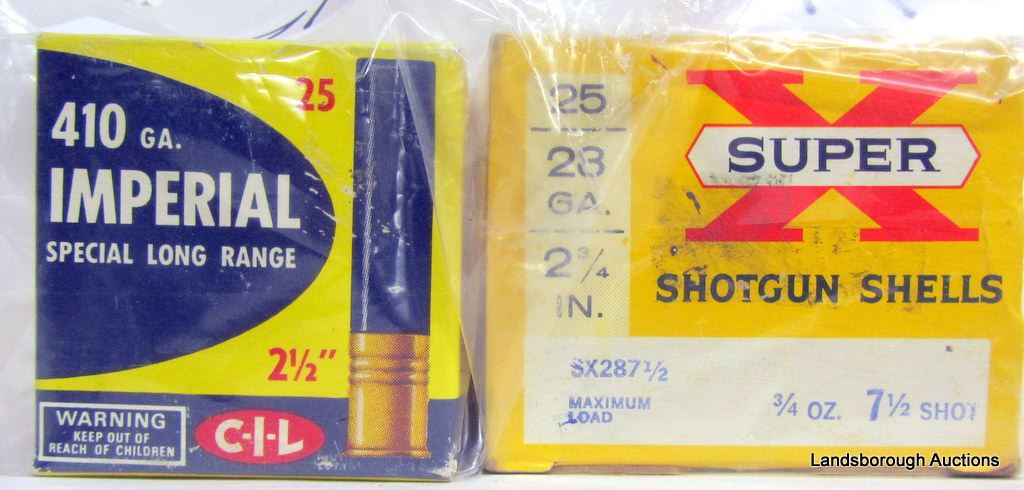 410 GA.
IMPERIAL
SPECIAL LONG RANGE
25
2½"
WARNING
KEEP OUT OF
REACH OF CHILDREN
C-I-L
25
28
GA.
2¾
IN.
X
SUPER
SHOTGUN SHELLS
SX287½
MAXIMUM
LOAD
¾ OZ. 7½ SHOT
Landsborough Auctions